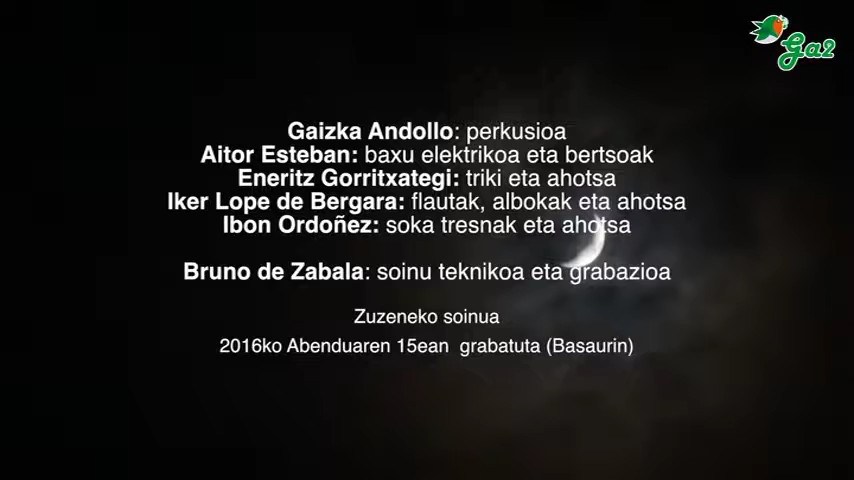 Ga2
Gaizka Andollo: perkusioa
Aitor Esteban: baxu elektrikoa eta bertsoak
Eneritz Gorritxategi: triki eta ahotsa
Iker Lope de Bergara: flautak, albokak eta ahotsa
Ibon Ordoñez: soka tresnak eta ahotsa
Bruno de Zabala: soinu teknikoa eta grabazioa
Zuzeneko soinua
2016ko Abenduaren 15ean grabatuta (Basaurin)